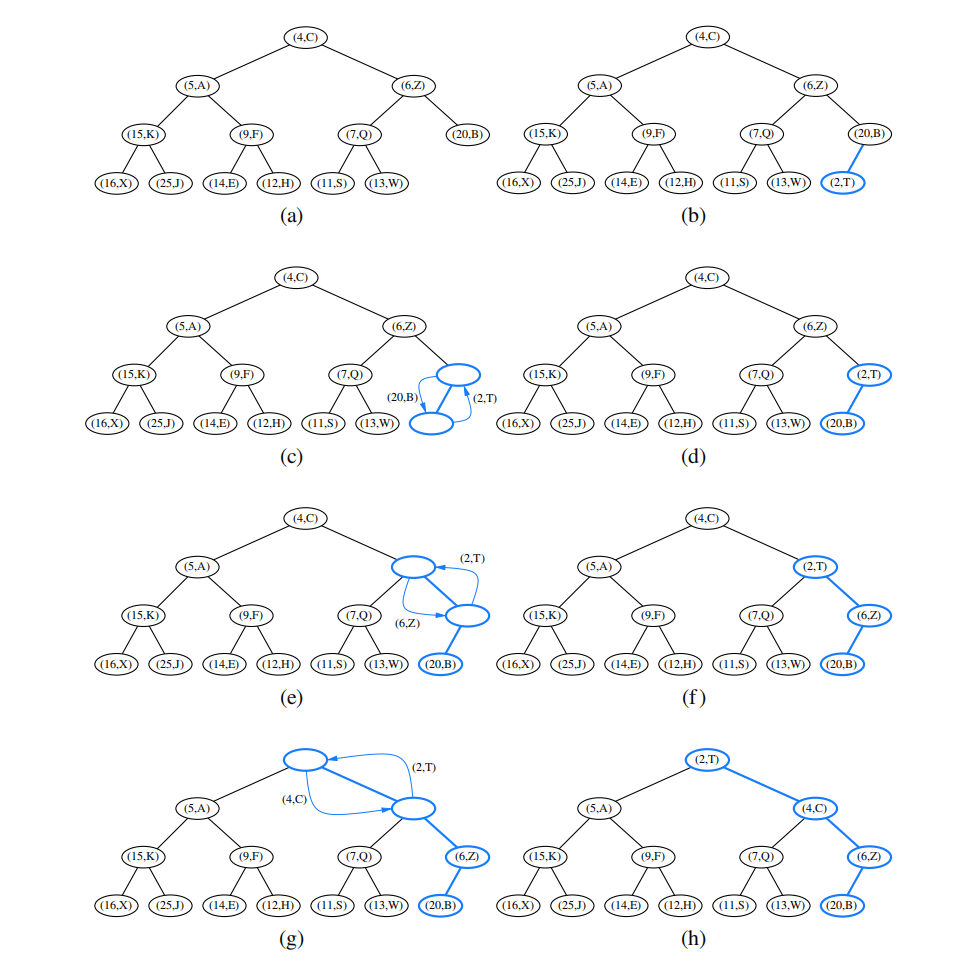 (4,C) (4,C)
(5,A) (6,Z) (5,A) (6,Z)
(15,K) (9,F) (7,Q) (20,B) (15,K) (9,F) (7,Q) (20,B)
(16,X) (25,J) (14,E) (12,H) (11,S) (13,W) (16,X) (25,J) (14,E) (12,H) (11,S) (13,W) (2,T)
(a) (b)
(4,C) (4,C)
(5,A) (6,Z) (5,A) (6,Z)
(15,K) (9,F) (7,Q) (15,K) (9,F) (7,Q) (2,T)
(20,B) (2,T)
(16,X) (25,J) (14,E) (12,H) (11,S) (13,W) (16,X) (25,J) (14,E) (12,H) (11,S) (13,W) (20,B)
(c) (d)
(4,C) (4,C)
(2,T)
(5,A) (5,A) (2,T)
(15,K) (9,F) (7,Q) (15,K) (9,F) (7,Q) (6,Z)
(6,Z)
(16,X) (25,J) (14,E) (12,H) (11,S) (13,W) (20,B) (16,X) (25,J) (14,E) (12,H) (11,S) (13,W) (20,B)
(e) (f)
(2,T) (2,T)
(4,C)
(5,A) (5,A) (4,C)
(15,K) (9,F) (7,Q) (6,Z) (15,K) (9,F) (7,Q) (6,Z)
(16,X) (25,J) (14,E) (12,H) (11,S) (13,W) (20,B) (16,X) (25,J) (14,E) (12,H) (11,S) (13,W) (20,B)
(g) (h)